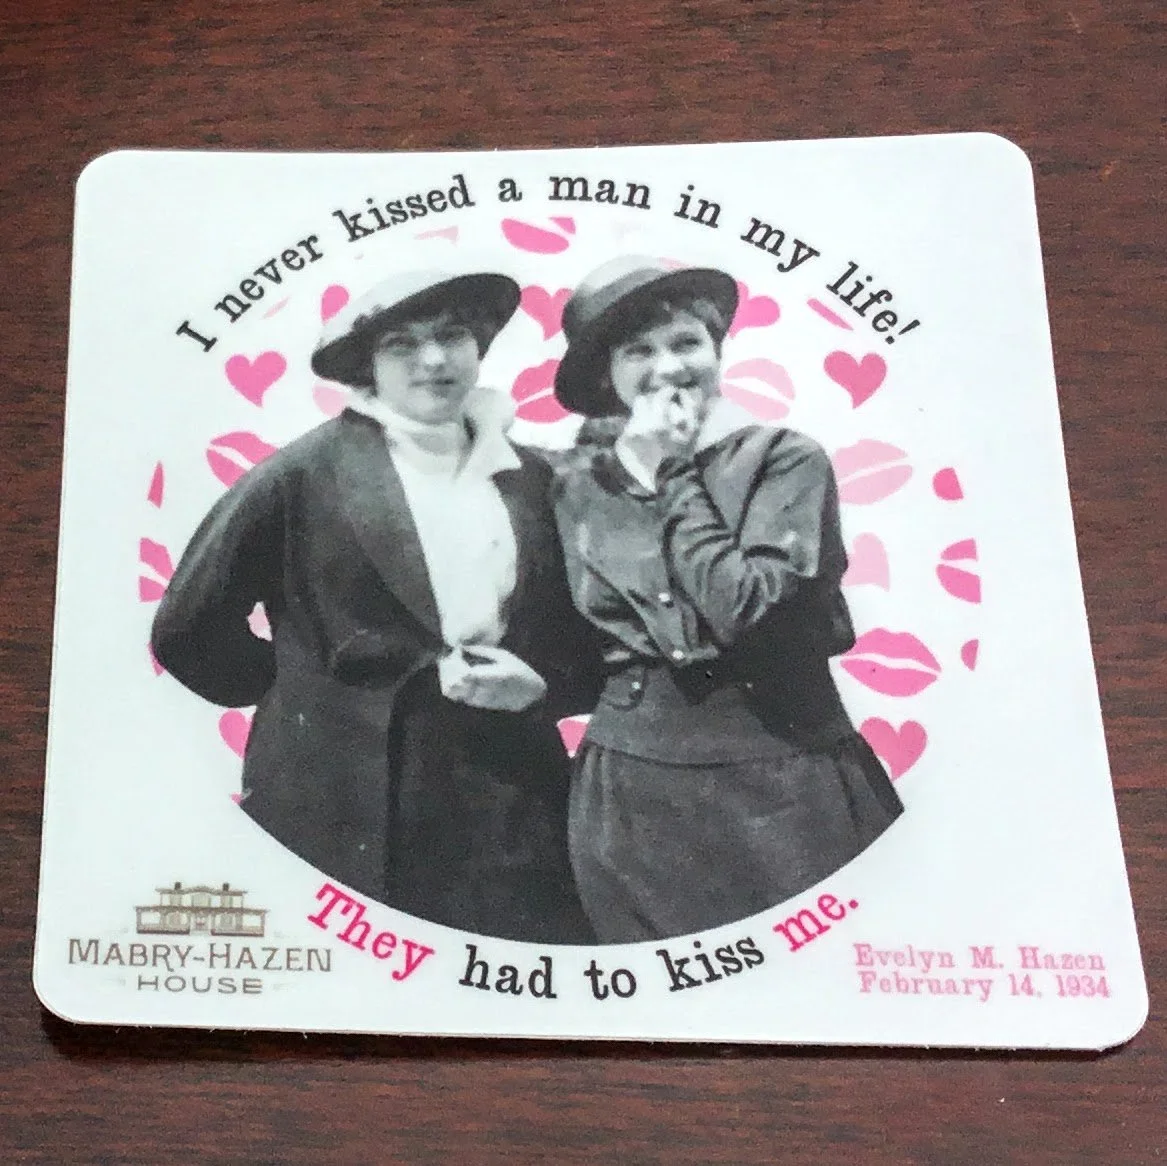 I never kissed a man in my life!
They had to kiss me.
MABRY-HAZEN
HOUSE
Evelyn M. Hazen
February 14, 1934